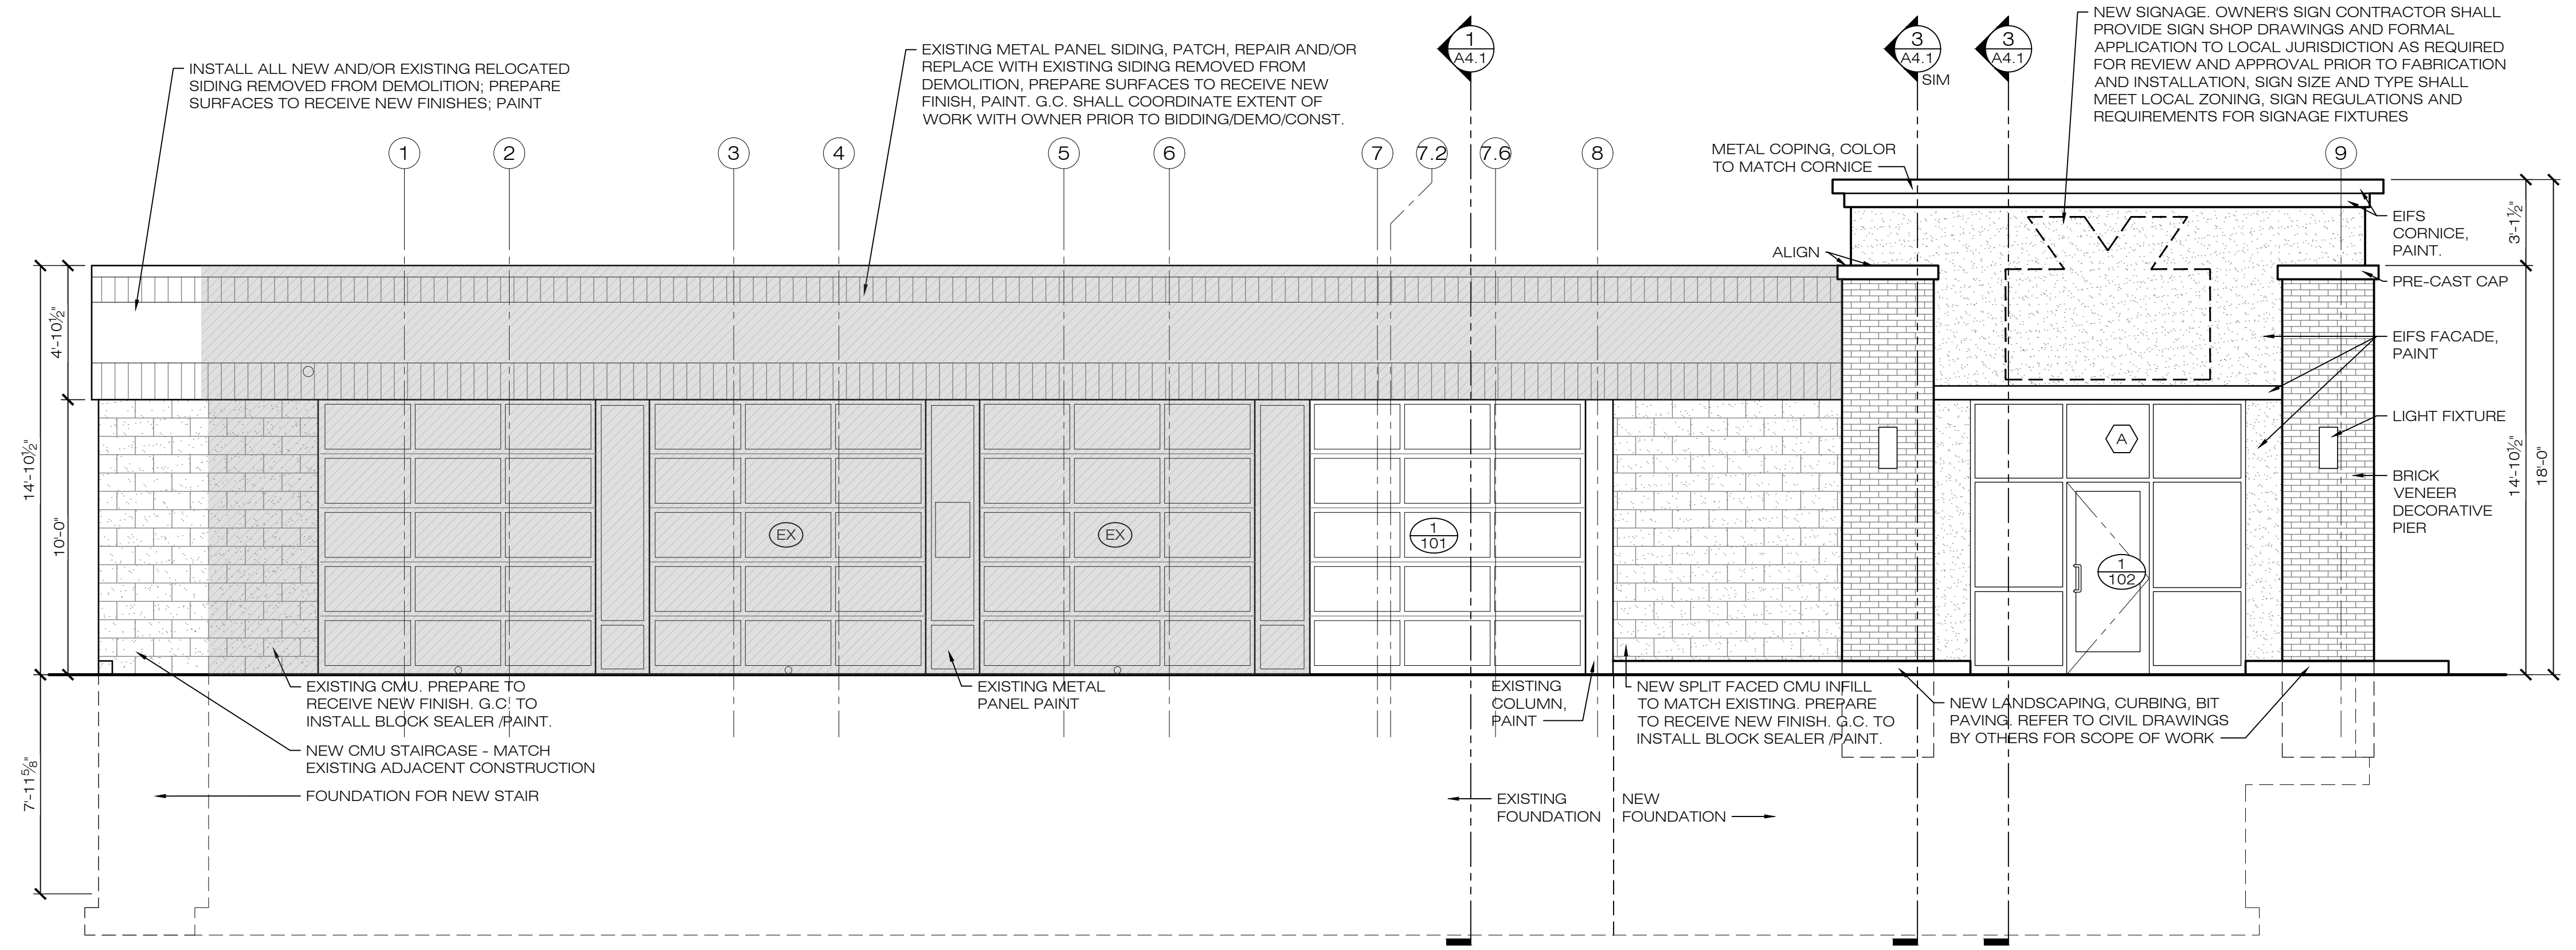 INSTALL ALL NEW AND/OR EXISTING RELOCATED
SIDING REMOVED FROM DEMOLITION; PREPARE
SURFACES TO RECEIVE NEW FINISHES; PAINT
EXISTING METAL PANEL SIDING, PATCH, REPAIR AND/OR
REPLACE WITH EXISTING SIDING REMOVED FROM
DEMOLITION, PREPARE SURFACES TO RECEIVE NEW
FINISH, PAINT. G.C. SHALL COORDINATE EXTENT OF
WORK WITH OWNER PRIOR TO BIDDING/DEMO/CONST.
1
A4.1
3
A4.1
SIM
3
A4.1
NEW SIGNAGE. OWNER'S SIGN CONTRACTOR SHALL
PROVIDE SIGN SHOP DRAWINGS AND FORMAL
APPLICATION TO LOCAL JURISDICTION AS REQUIRED
FOR REVIEW AND APPROVAL PRIOR TO FABRICATION
AND INSTALLATION, SIGN SIZE AND TYPE SHALL
MEET LOCAL ZONING, SIGN REGULATIONS AND
REQUIREMENTS FOR SIGNAGE FIXTURES
1
2
3
4
5
6
7
7.2
7.6
8
9
METAL COPING, COLOR
TO MATCH CORNICE
ALIGN
EIFS
CORNICE,
PAINT.
PRE-CAST CAP
EIFS FACADE,
PAINT
LIGHT FIXTURE
BRICK
VENEER
DECORATIVE
PIER
3'-1½"
14'-10½"
18'-0"
4'-10½"
14'-10½"
10'-0"
7'-11⅝"
EX
EX
1
101
A
1
102
EXISTING CMU. PREPARE TO
RECEIVE NEW FINISH. G.C. TO
INSTALL BLOCK SEALER /PAINT.
NEW CMU STAIRCASE - MATCH
EXISTING ADJACENT CONSTRUCTION
FOUNDATION FOR NEW STAIR
EXISTING METAL
PANEL PAINT
EXISTING
COLUMN,
PAINT
NEW SPLIT FACED CMU INFILL
TO MATCH EXISTING. PREPARE
TO RECEIVE NEW FINISH. G.C. TO
INSTALL BLOCK SEALER /PAINT.
NEW LANDSCAPING, CURBING, BIT
PAVING. REFER TO CIVIL DRAWINGS
BY OTHERS FOR SCOPE OF WORK
EXISTING
FOUNDATION
NEW
FOUNDATION